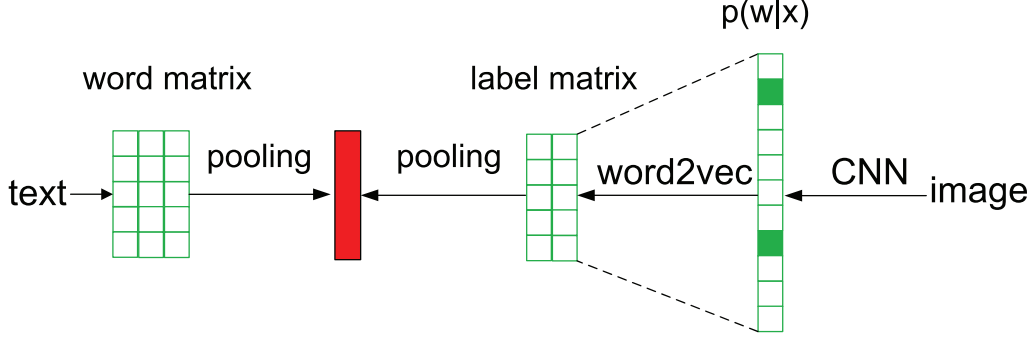 p(w|x)
word matrix
label matrix
pooling
pooling
word2vec
CNN
text
image